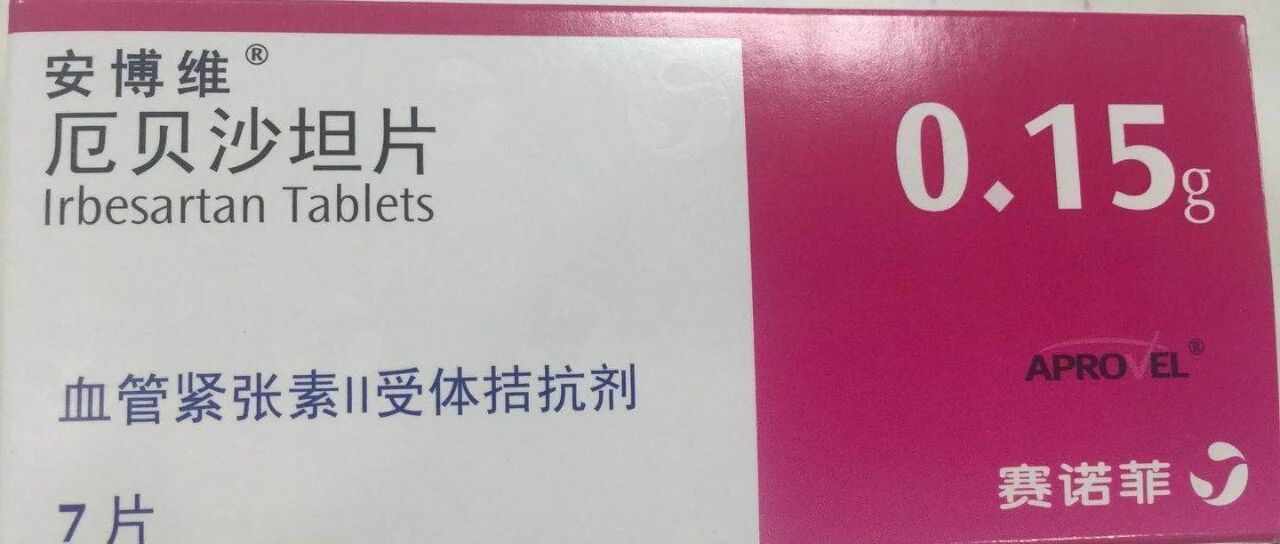 安博维®
厄贝沙坦片
Irbesartan Tablets
血管紧张素II受体拮抗剂
7片
0.15g
APROVEL®
赛诺菲